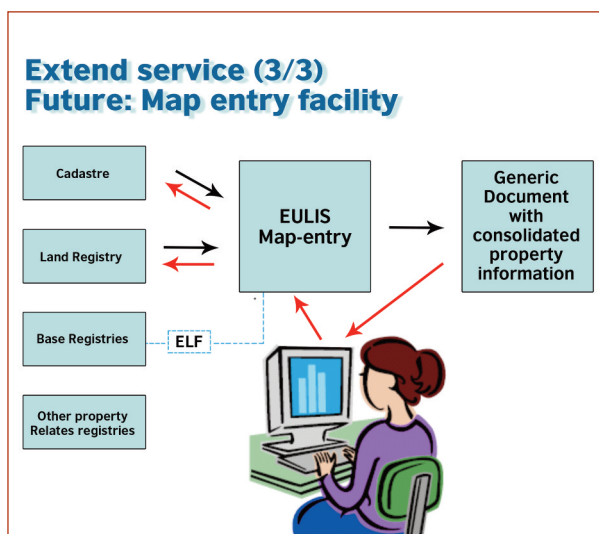 Extend service (3/3)
Future: Map entry facility
Cadastre
Land Registry
Base Registries
Other property
Relates registries
ELF
EULIS
Map-entry
Generic
Document
with
consolidated
property
information